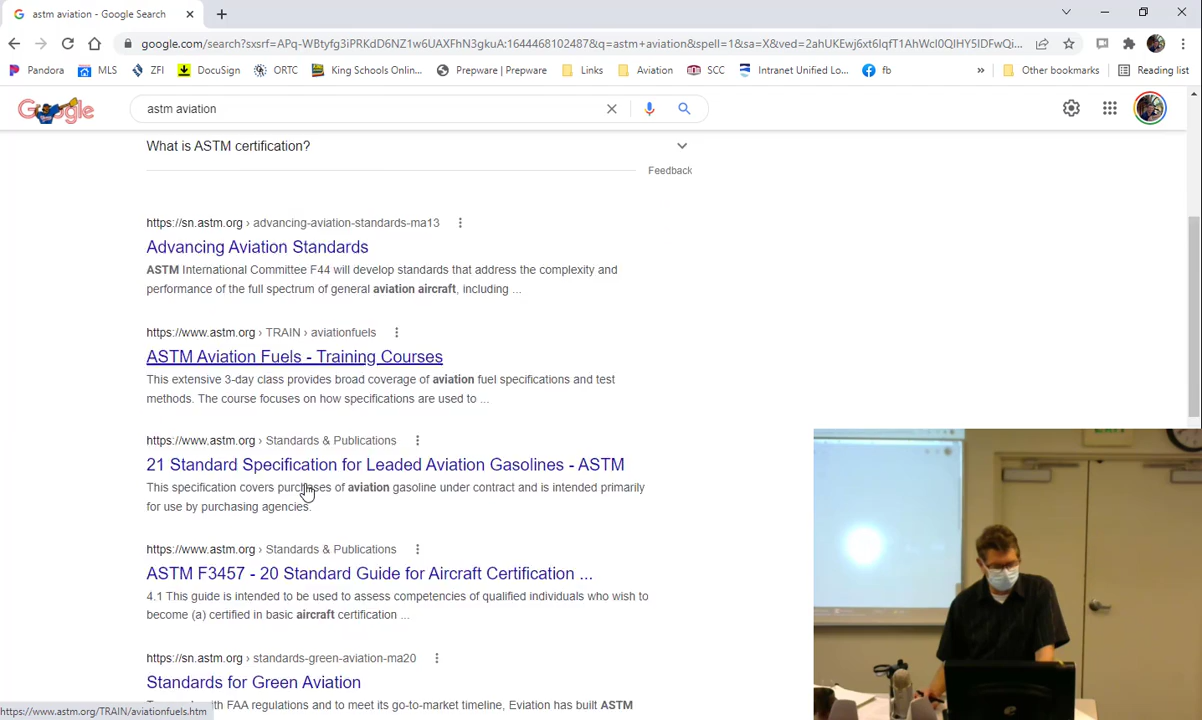 astm aviation - Google Search
google.com/search?sxsrf=APq-WBtyfg3iPRKdD6NZ1w6UAXFhN3gkuA:1644468102487&q=astm+aviation&spell=1&sa=X&ved=2ahUKEwj6xt6IqfT1AhWcI0QIHY5IDFwQi...
Pandora MLS ZFI DocuSign ORTC King Schools Onlin... Prepware | Prepware Links Aviation SCC Intranet Unified Lo... fb » Other bookmarks Reading list
Google astm aviation
What is ASTM certification?
Feedback
https://sn.astm.org › advancing-aviation-standards-ma13
Advancing Aviation Standards
ASTM International Committee F44 will develop standards that address the complexity and
performance of the full spectrum of general aviation aircraft, including ...
https://www.astm.org › TRAIN › aviationfuels
ASTM Aviation Fuels - Training Courses
This extensive 3-day class provides broad coverage of aviation fuel specifications and test
methods. The course focuses on how specifications are used to ...
https://www.astm.org › Standards & Publications
21 Standard Specification for Leaded Aviation Gasolines - ASTM
This specification covers purchases of aviation gasoline under contract and is intended primarily
for use by purchasing agencies.
https://www.astm.org › Standards & Publications
ASTM F3457 - 20 Standard Guide for Aircraft Certification ...
4.1 This guide is intended to be used to assess competencies of qualified individuals who wish to
become (a) certified in basic aircraft certification ...
https://sn.astm.org › standards-green-aviation-ma20
Standards for Green Aviation
with FAA regulations and to meet its go-to-market timeline, Eviation has built ASTM
https://www.astm.org/TRAIN/aviationfuels.htm